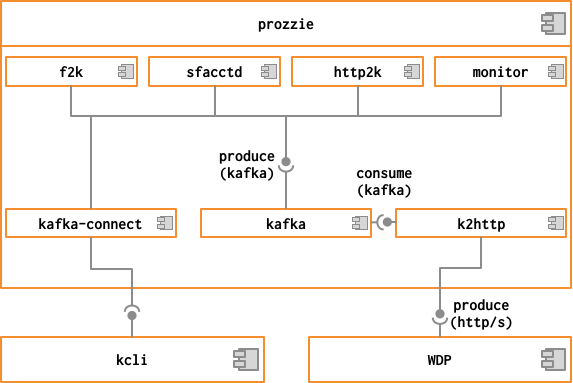 prozzie
f2k
sfacctd
http2k
monitor
produce
(kafka)
consume
(kafka)
kafka-connect
kafka
k2http
produce
(http/s)
kcli
WDP